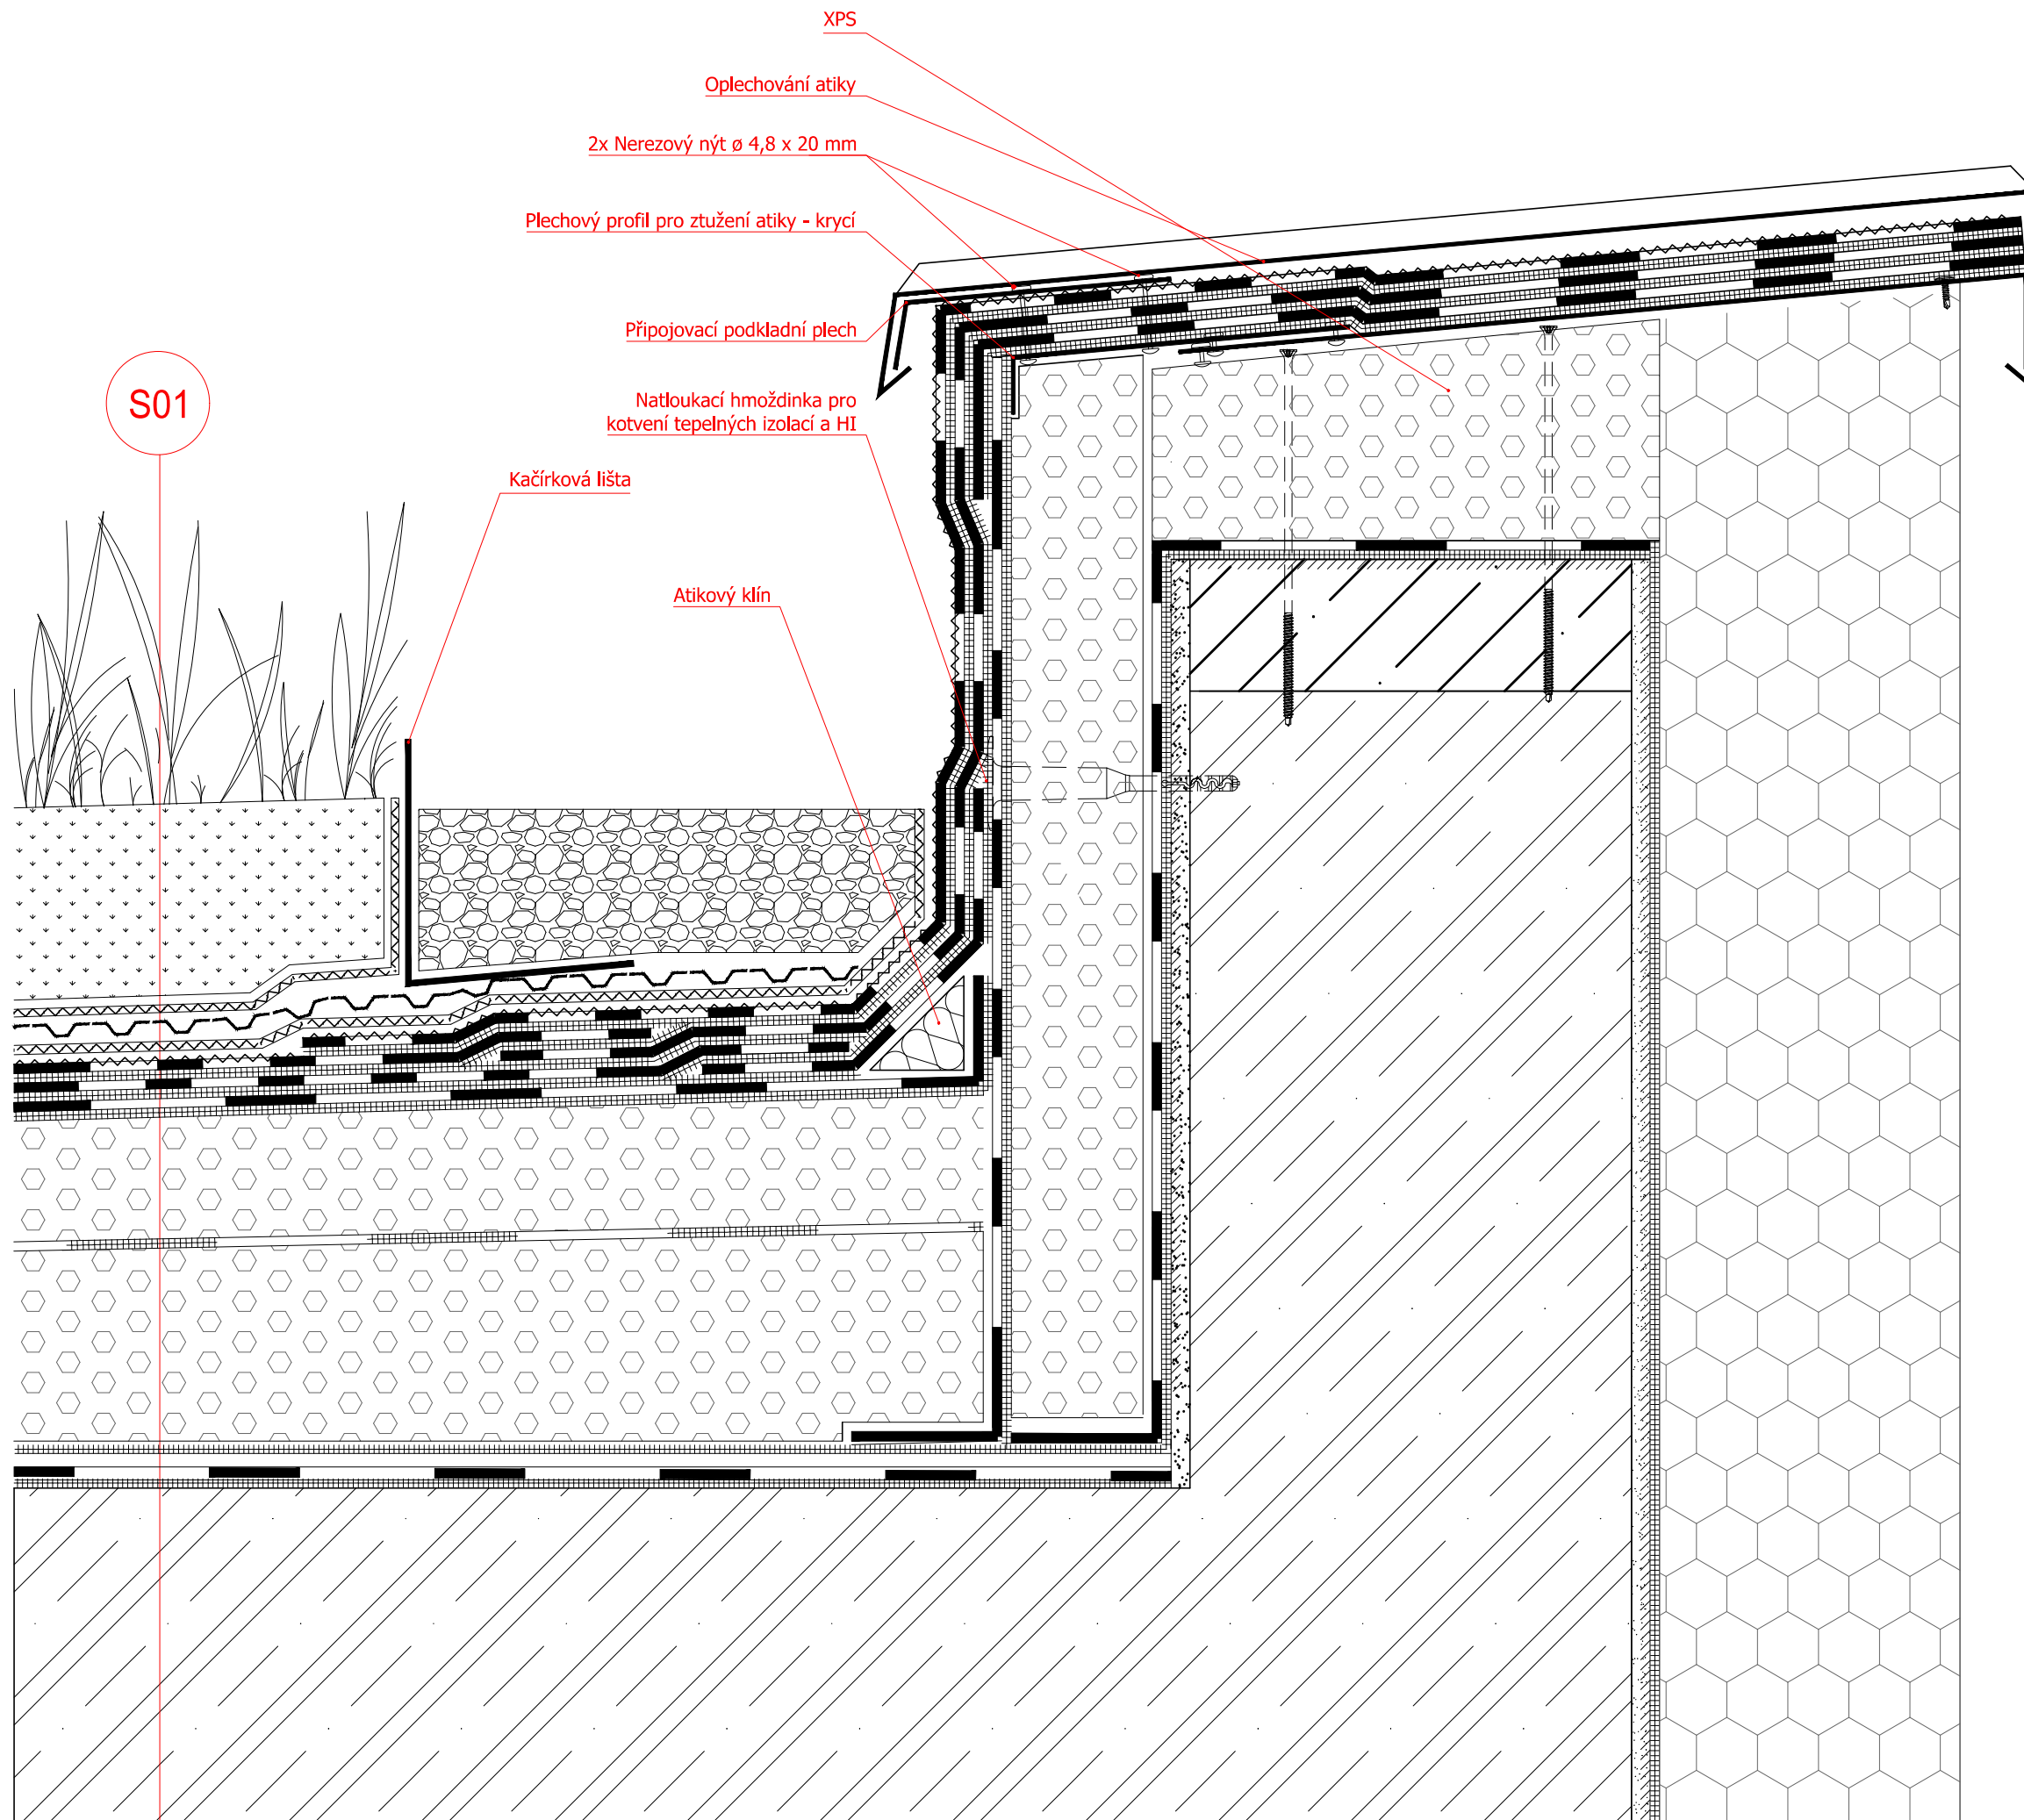 XPS
Oplechování atiky
2x Nerezový nýt ø 4,8 x 20 mm
Plechový profil pro ztužení atiky - krycí
Připojovací podkladní plech
S01
Natloukací hmoždinka pro
kotvení tepelných izolací a HI
Kačírková lišta
Atikový klín